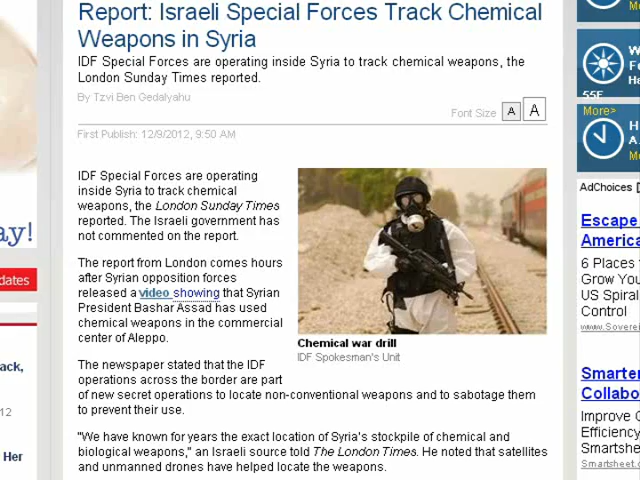 Report: Israeli Special Forces Track Chemical
Weapons in Syria
IDF Special Forces are operating inside Syria to track chemical weapons, the
London Sunday Times reported.
By Tzvi Ben Gedalyahu
Font Size A A
First Publish: 12/9/2012, 9:50 AM
IDF Special Forces are operating
inside Syria to track chemical
weapons, the London Sunday Times
reported. The Israeli government has
not commented on the report.
The report from London comes hours
after Syrian opposition forces
released a video showing that Syrian
President Bashar Assad has used
chemical weapons in the commercial
center of Aleppo.
Chemical war drill
IDF Spokesman's Unit
The newspaper stated that the IDF
operations across the border are part
of new secret operations to locate non-conventional weapons and to sabotage them
to prevent their use.
"We have known for years the exact location of Syria's stockpile of chemical and
biological weapons," an Israeli source told The London Times. He noted that satellites
and unmanned drones have helped locate the weapons.
ay!
dates
ack,
12
Her
55F
More>
AdChoices
Escape
America
6 Places
Grow You
US Spiral
Control
www.Sovere
Smarter
Collabo
Improve
Efficiency
Smartshe
Smartsheet.c